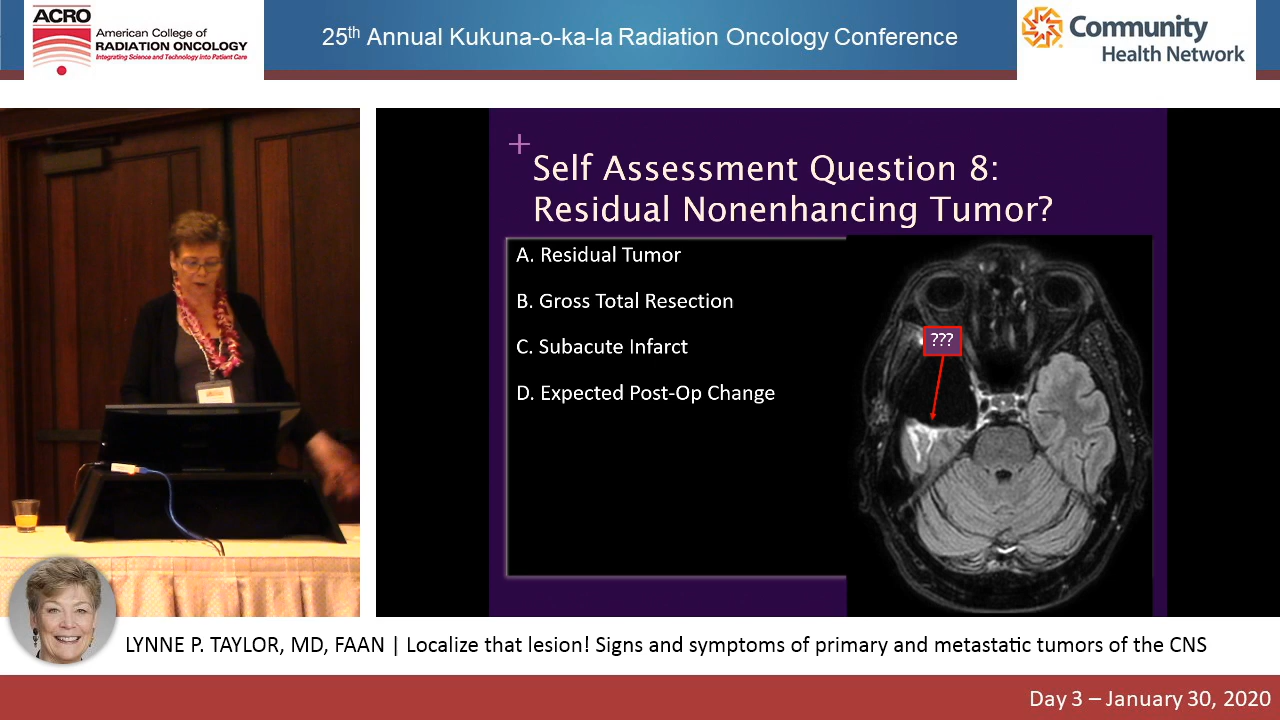 ACRO
American College of
RADIATION ONCOLOGY
Integrating Science and Technology Into Patient Care
25th Annual Kukuna-o-ka-la Radiation Oncology Conference
Community
Health Network
+
Self Assessment Question 8:
Residual Nonenhancing Tumor?
A. Residual Tumor
B. Gross Total Resection
C. Subacute Infarct
D. Expected Post-Op Change
???
LYNNE P. TAYLOR, MD, FAAN | Localize that lesion! Signs and symptoms of primary and metastatic tumors of the CNS
Day 3 – January 30, 2020